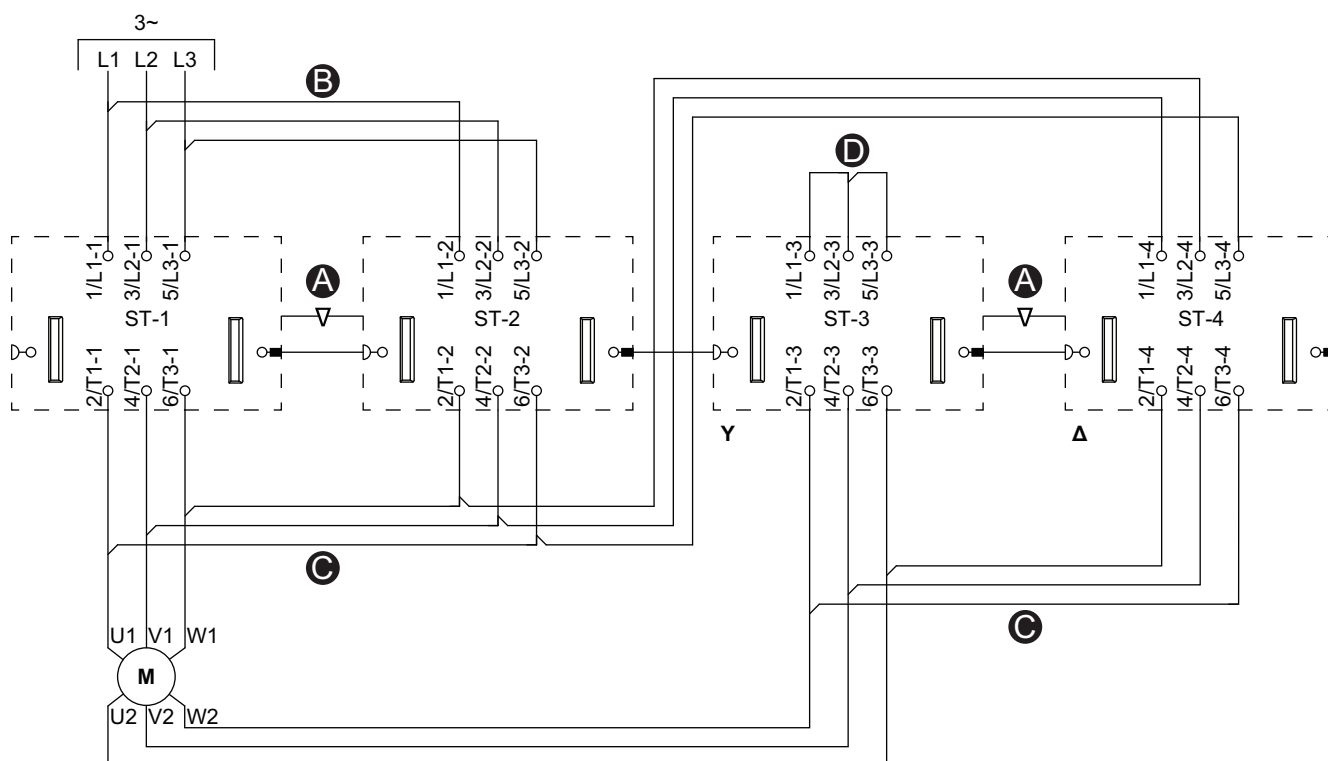 3~
L1 L2 L3
B
D
1/L1-1 3/L2-1 5/L3-1
1/L1-2 3/L2-2 5/L3-2
1/L1-3 3/L2-3 5/L3-3
1/L1-4 3/L2-4 5/L3-4
A
A
ST-1
ST-2
ST-3
ST-4
2/T1-1 4/T2-1 6/T3-1
2/T1-2 4/T2-2 6/T3-2
2/T1-3 4/T2-3 6/T3-3
2/T1-4 4/T2-4 6/T3-4
Y
Δ
C
C
U1 V1 W1
M
U2 V2 W2